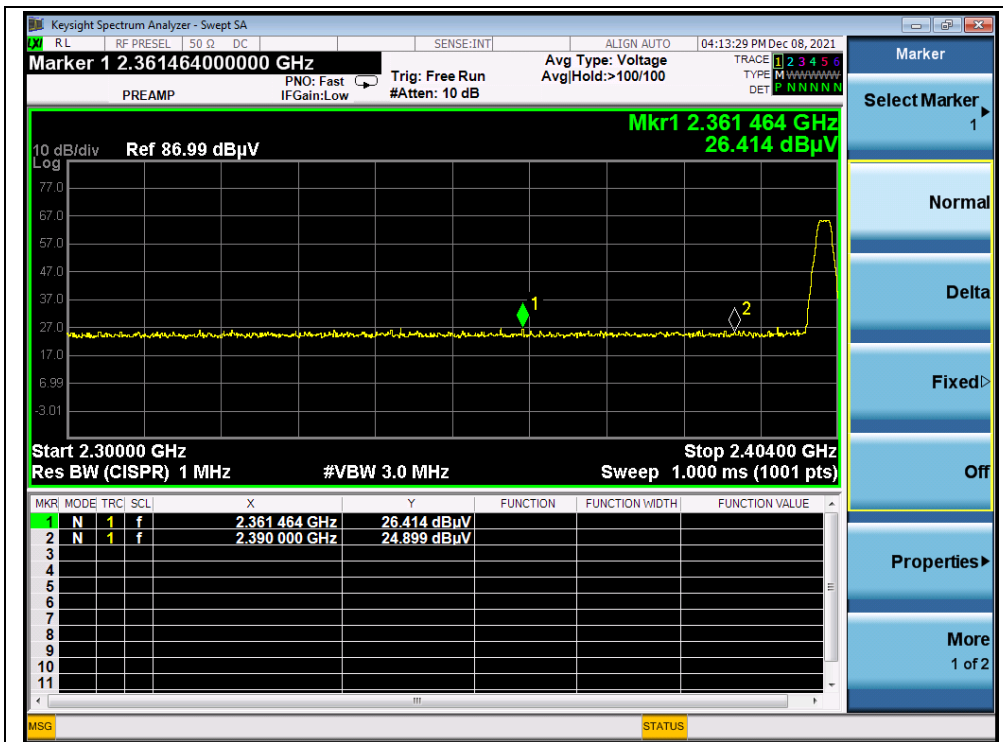 Keysight Spectrum Analyzer - Swept SA
LXI RL RF PRESEL 50 Ω DC SENSE:INT ALIGN AUTO 04:13:29 PM Dec 08, 2021
Marker 1 2.361464000000 GHz
PREAMP
PNO: Fast
IFGain:Low
Trig: Free Run
#Atten: 10 dB
Avg Type: Voltage
Avg|Hold:>100/100
TRACE 1 2 3 4 5 6
TYPE M WWWWW
DET P N N N N N
Mkr1 2.361 464 GHz
26.414 dBµV
10 dB/div Ref 86.99 dBµV
Log
77.0
67.0
57.0
47.0
37.0
27.0
17.0
6.99
-3.01
1
2
Start 2.30000 GHz Stop 2.40400 GHz
Res BW (CISPR) 1 MHz #VBW 3.0 MHz Sweep 1.000 ms (1001 pts)
MKR MODE TRC SCL X Y FUNCTION FUNCTION WIDTH FUNCTION VALUE
1 N 1 f 2.361 464 GHz 26.414 dBµV
2 N 1 f 2.390 000 GHz 24.899 dBµV
3
4
5
6
7
8
9
10
11
MSG STATUS
Marker
Select Marker
1
Normal
Delta
Fixed
Off
Properties
More
1 of 2